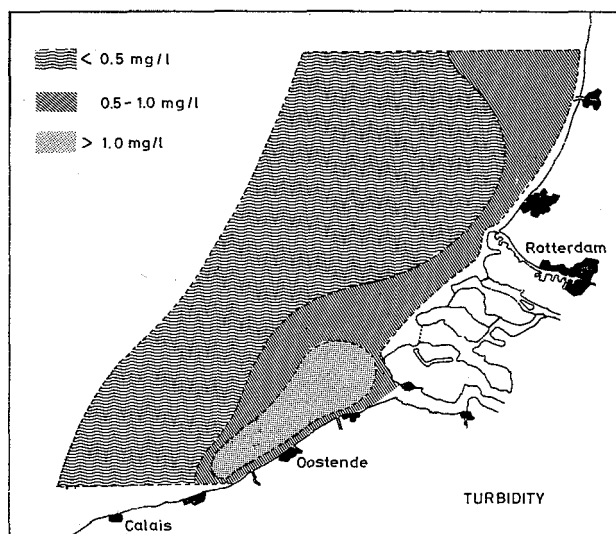 < 0.5 mg/l
0.5-1.0 mg/l
> 1.0 mg/l
Rotterdam
Oostende
Calais
TURBIDITY